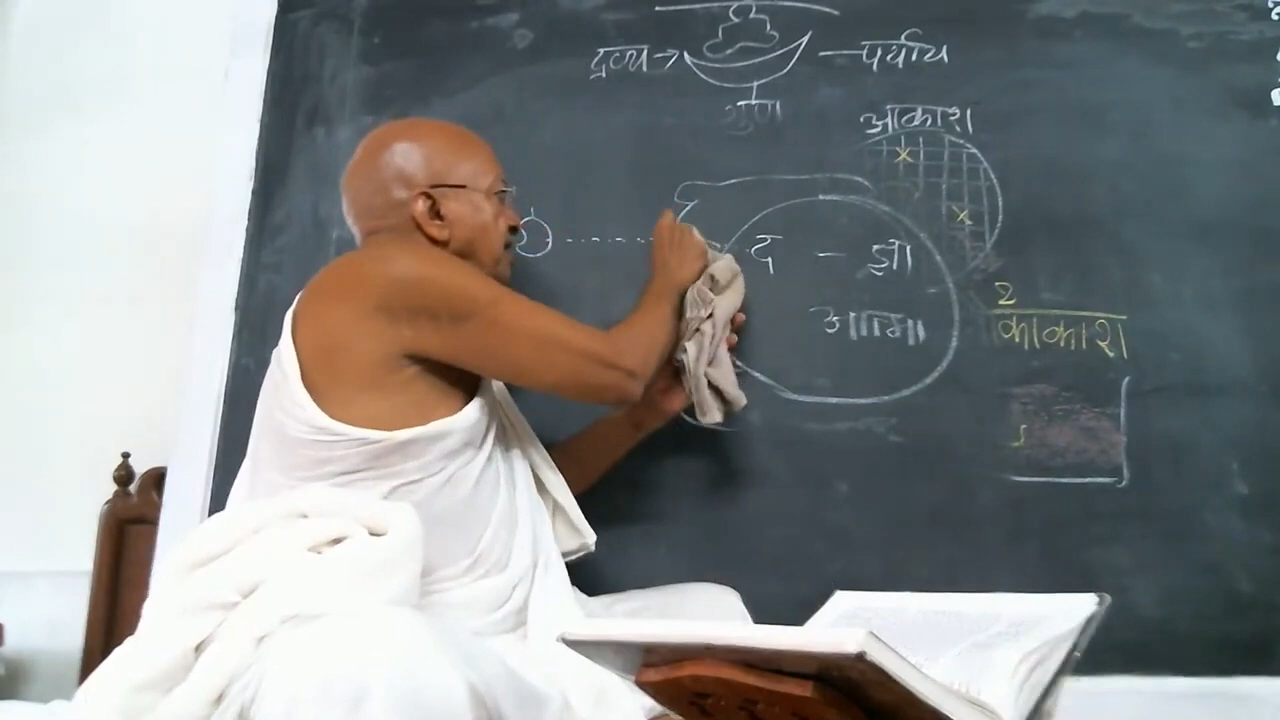 द्रव्य → — पर्याय
गुण
आकाश
द — ज्ञा
आत्मा
2
काकाश